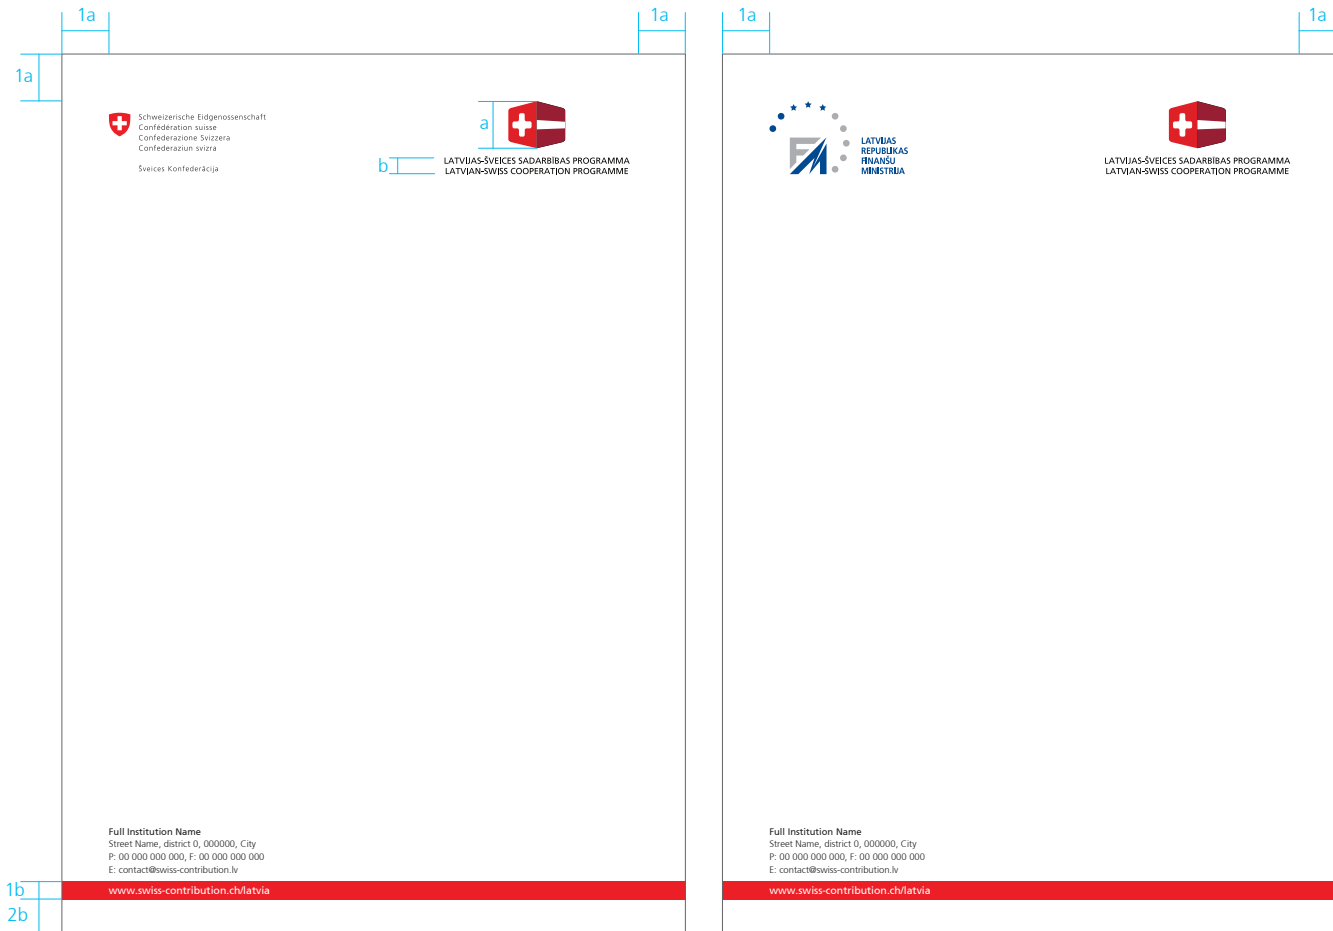 1a
1a
1a
1a
1a
Schweizerische Eidgenossenschaft
Confédération suisse
Confederazione Svizzera
Confederaziun svizra
Šveices Konfederācija
a
b
LATVIJAS–ŠVEICES SADARBĪBAS PROGRAMMA
LATVIAN–SWISS COOPERATION PROGRAMME
FM
LATVIJAS
REPUBLIKAS
FINANŠU
MINISTRIJA
LATVIJAS–ŠVEICES SADARBĪBAS PROGRAMMA
LATVIAN–SWISS COOPERATION PROGRAMME
Full Institution Name
Street Name, district 0, 000000, City
P: 00 000 000 000, F: 00 000 000 000
E: contact@swiss-contribution.lv
www.swiss-contribution.ch/latvia
1b
2b
Full Institution Name
Street Name, district 0, 000000, City
P: 00 000 000 000, F: 00 000 000 000
E: contact@swiss-contribution.lv
www.swiss-contribution.ch/latvia